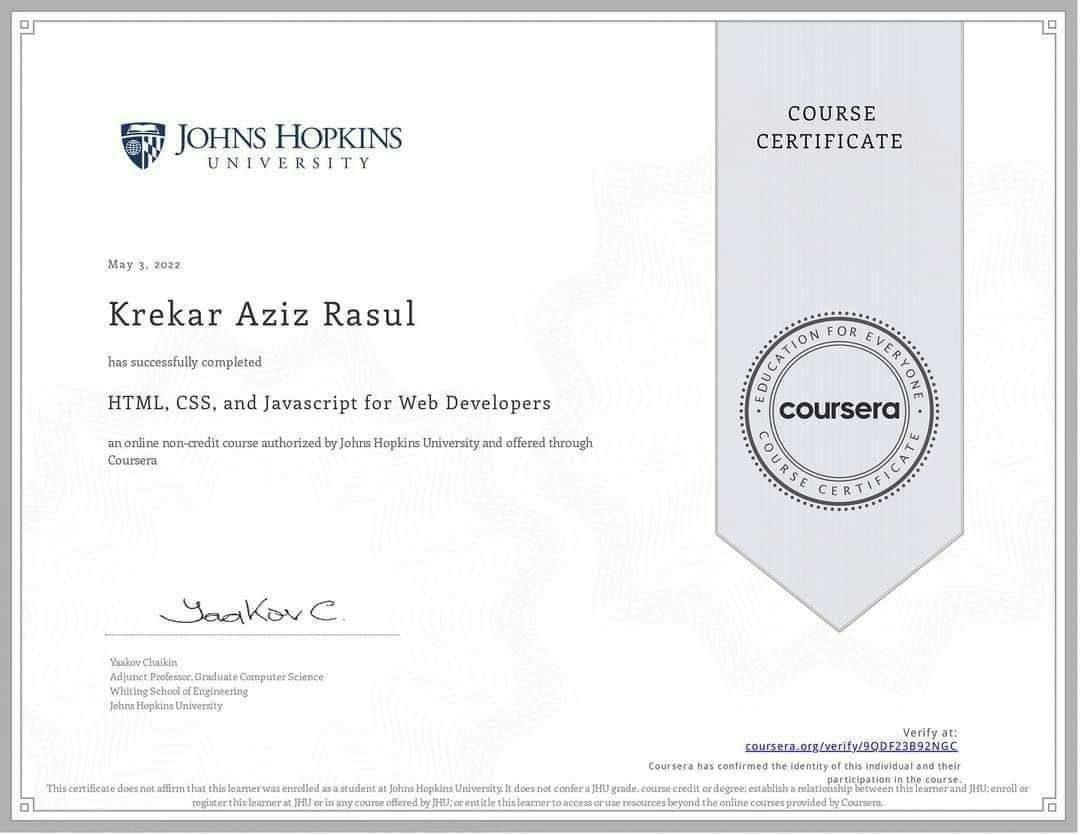 JOHNS HOPKINS
UNIVERSITY
COURSE
CERTIFICATE
May 3, 2022
Krekar Aziz Rasul
has successfully completed
HTML, CSS, and Javascript for Web Developers
an online non-credit course authorized by Johns Hopkins University and offered through
Coursera
EDUCATION FOR EVERYONE
coursera
COURSE CERTIFICATE
Yaakov C.
Yaakov Chaikin
Adjunct Professor, Graduate Computer Science
Whiting School of Engineering
Johns Hopkins University
Verify at:
coursera.org/verify/9QDF23B92NGC
Coursera has confirmed the identity of this individual and their
participation in the course.
This certificate does not affirm that this learner was enrolled as a student at Johns Hopkins University. It does not confer a JHU grade, course credit or degree; establish a relationship between this learner and JHU; enroll or
register this learner at JHU or in any course offered by JHU; or entitle this learner to access or use resources beyond the online courses provided by Coursera.